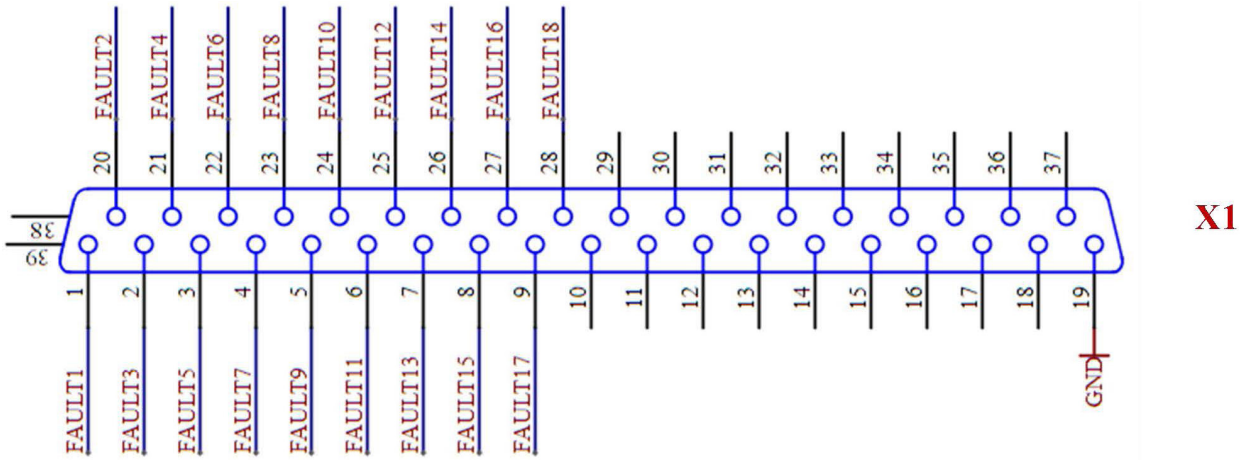 FAULT2 FAULT4 FAULT6 FAULT8 FAULT10 FAULT12 FAULT14 FAULT16 FAULT18
20 21 22 23 24 25 26 27 28 29 30 31 32 33 34 35 36 37
38
X1
39
1 2 3 4 5 6 7 8 9 10 11 12 13 14 15 16 17 18 19
FAULT1 FAULT3 FAULT5 FAULT7 FAULT9 FAULT11 FAULT13 FAULT15 FAULT17 GND